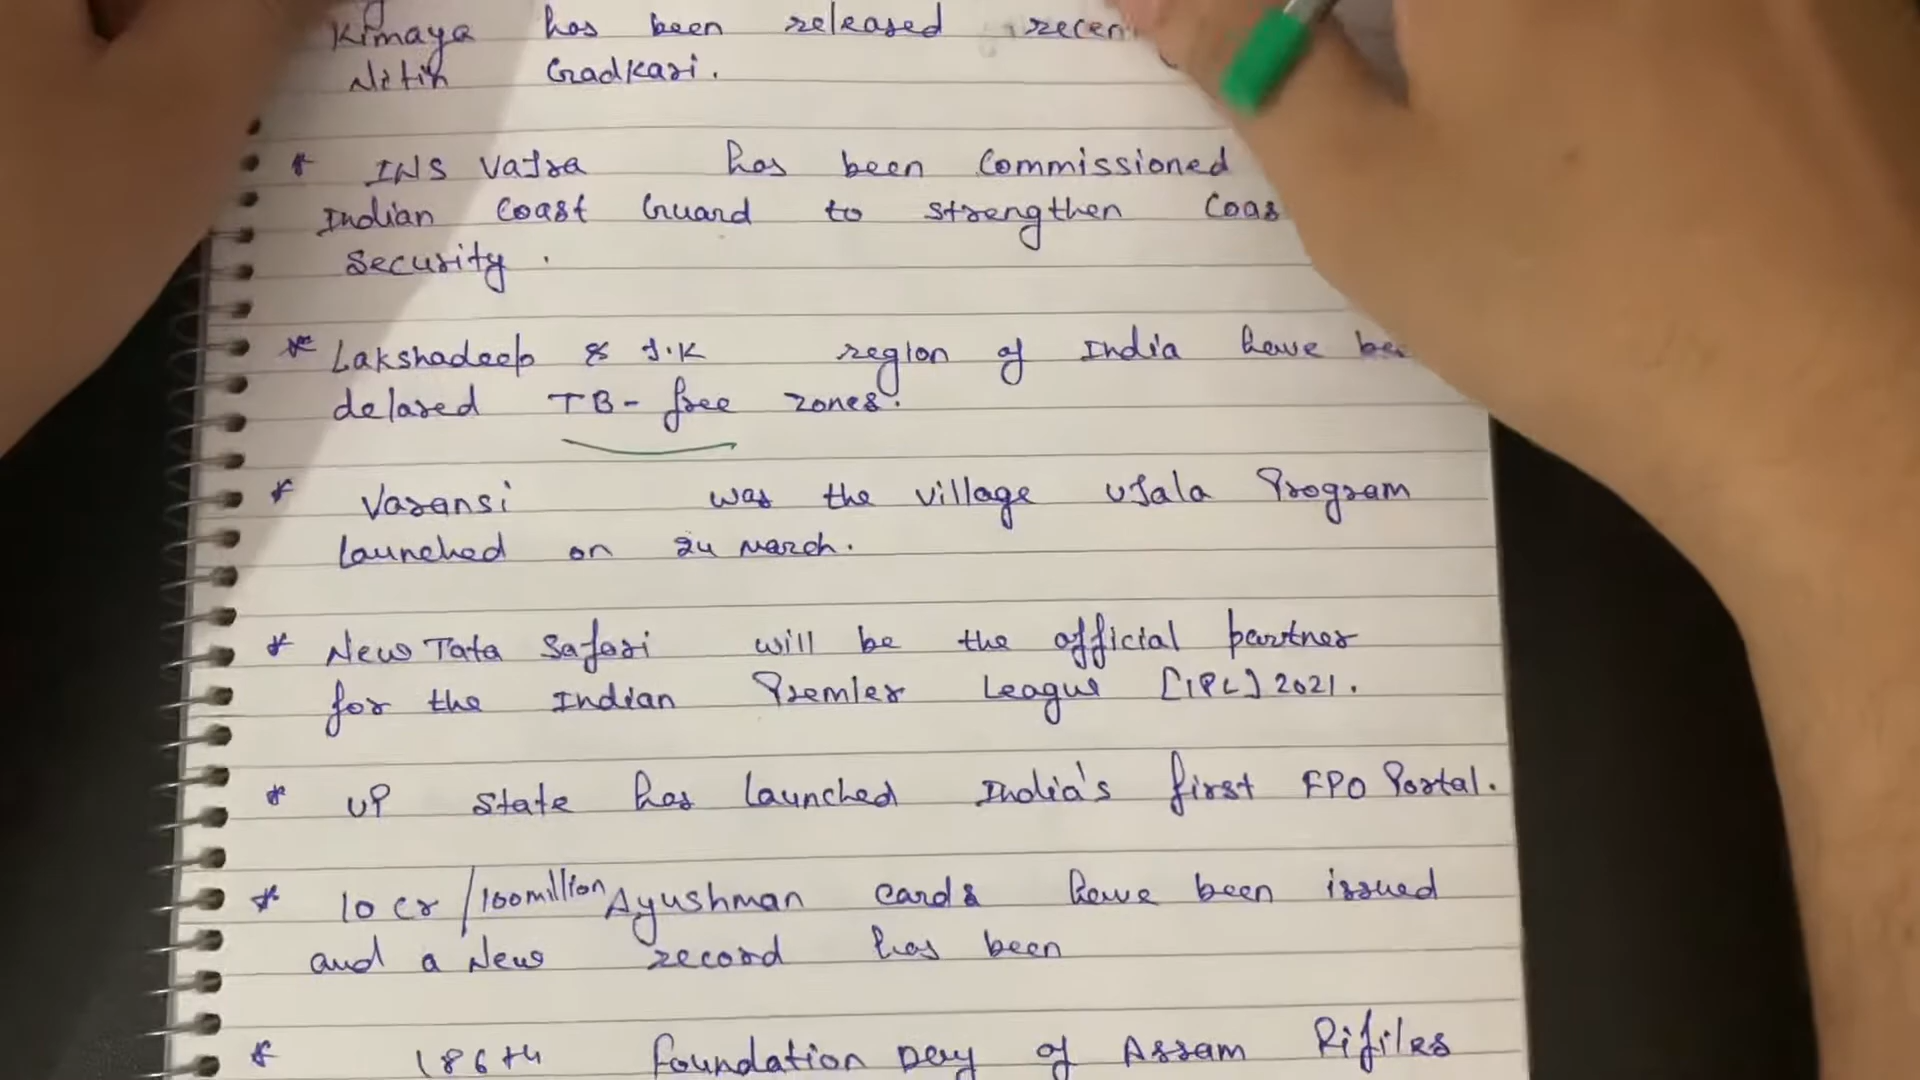 Kimaya has been released
Nitin Gadkari.
* INS Vajra has been Commissioned
Indian Coast Guard to strengthen Coas
Security.
* Lakshadeep & J.K region of India have bee
delared TB-free zones.
* Varansi was the village UJala Program
launched on 24 March.
* New Tata Safari will be the official partner
for the Indian Premier League [IPL] 2021.
* UP state has launched India's first FPO Portal.
* 10 cr/100 million Ayushman cards have been issued
and a New record has been
* 186th foundation Day of Assam Rifiles